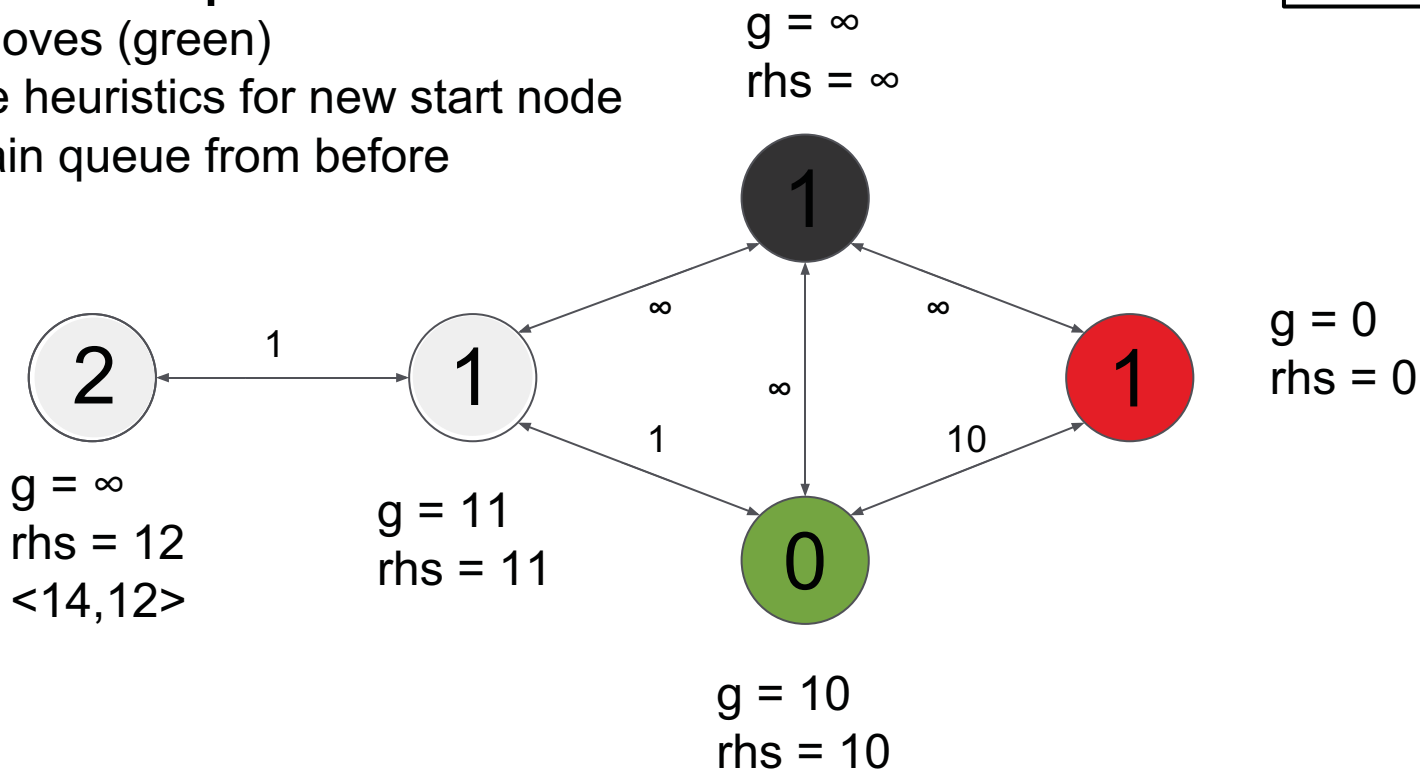 oves (green)
e heuristics for new start node
ain queue from before
g = ∞
rhs = ∞
1
∞
∞
1
2
1
1
g = 0
rhs = 0
∞
1
10
g = ∞
rhs = 12
<14,12>
g = 11
rhs = 11
0
g = 10
rhs = 10